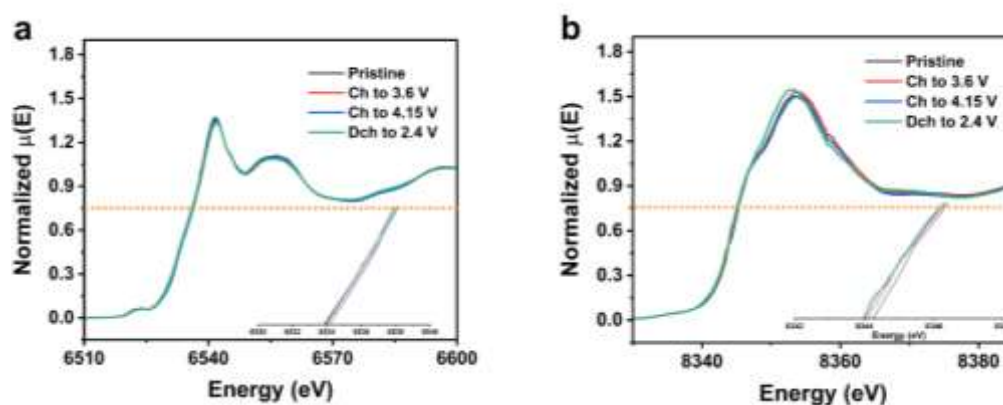 a
Normalized μ(E)
1.8
1.5
1.2
0.9
0.6
0.3
0.0
Pristine
Ch to 3.6 V
Ch to 4.15 V
Dch to 2.4 V
6510 6540 6570 6600
Energy (eV)
b
Normalized μ(E)
1.8
1.5
1.2
0.9
0.6
0.3
0.0
Pristine
Ch to 3.6 V
Ch to 4.15 V
Dch to 2.4 V
Energy (eV)
8340 8360 8380
Energy (eV)